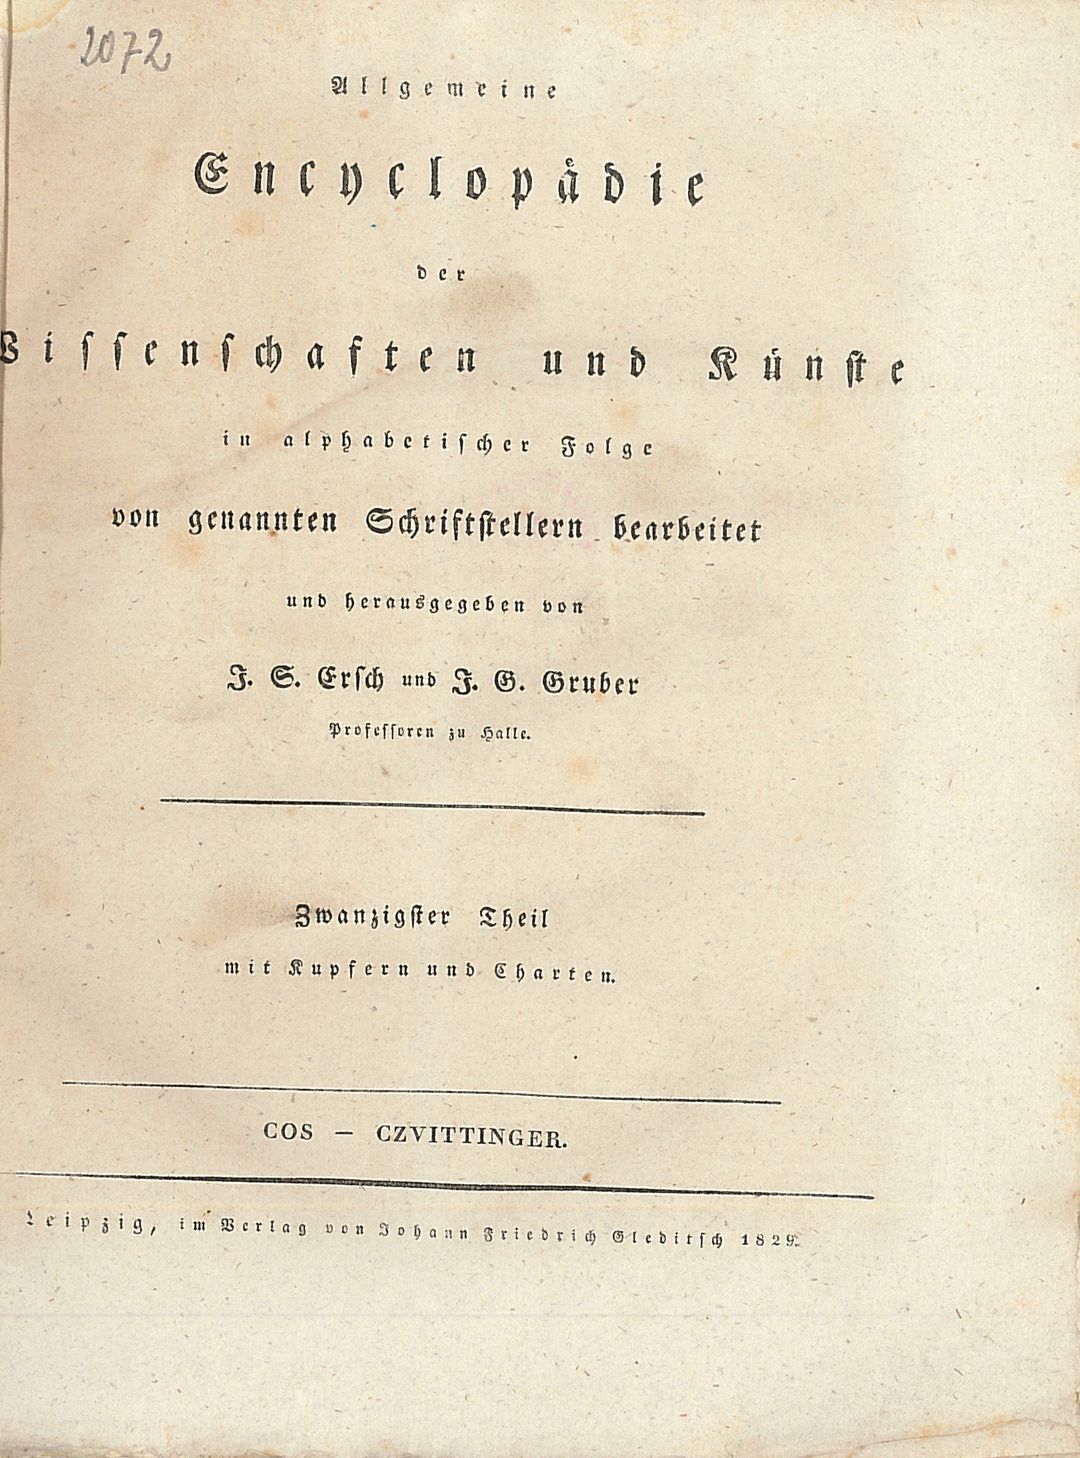 2072
Allgemeine
Encyclopådie
der
Wissenschaften und Künste
in alphabetischer Folge
von genannten Schriftstellern bearbeitet
und herausgegeben von
J. S. Ersch und J. G. Gruber
Professoren zu Halle.
Zwanzigster Theil
mit Kupfern und Charten.
COS — CZVITTINGER.
Leipzig, im Verlag von Johann Friedrich Gleditsch 1829.